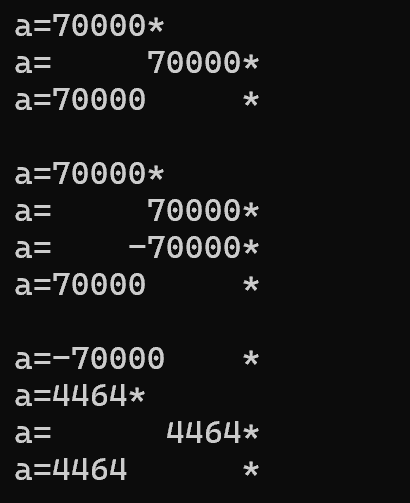 a=70000*
a=     70000*
a=70000     *
a=70000*
a=     70000*
a=    -70000*
a=70000     *
a=-70000    *
a=4464*
a=      4464*
a=4464      *